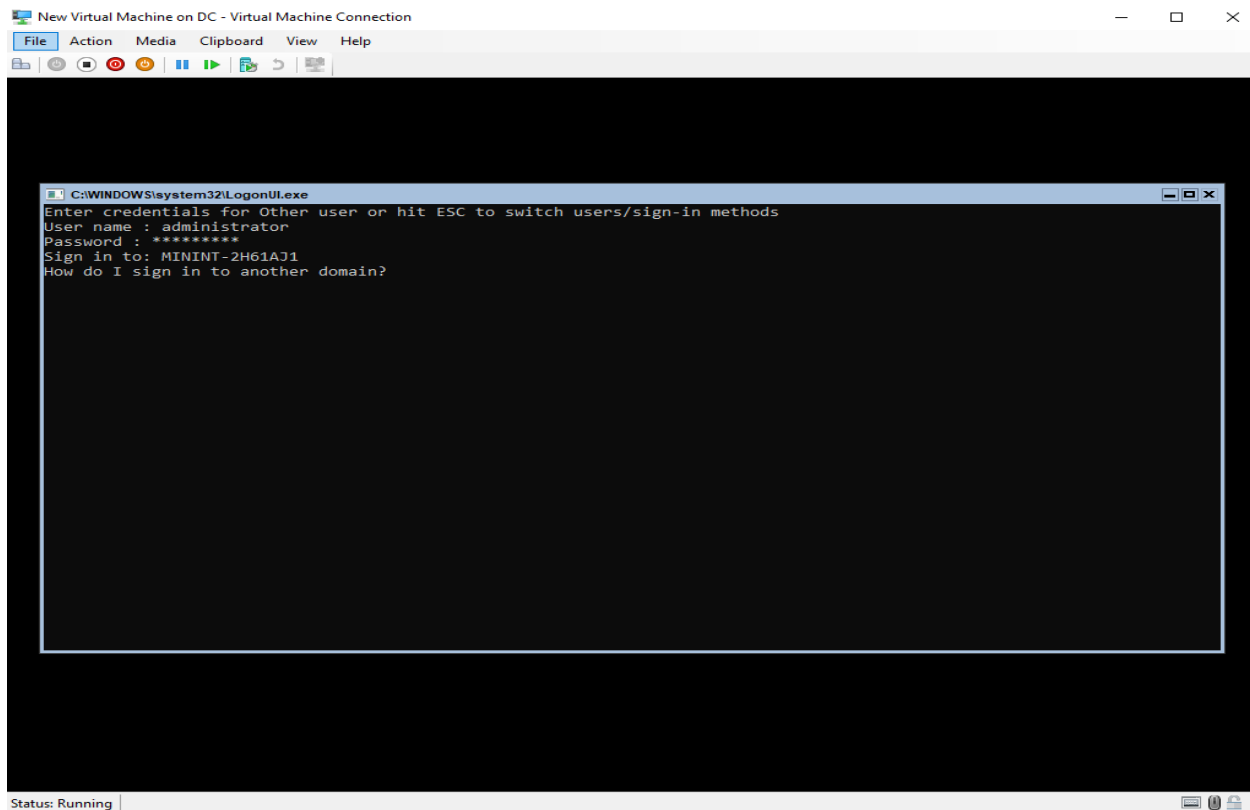 New Virtual Machine on DC - Virtual Machine Connection
File Action Media Clipboard View Help
C:\WINDOWS\system32\LogonUI.exe
Enter credentials for Other user or hit ESC to switch users/sign-in methods
User name : administrator
Password : *********
Sign in to: MININT-2H61AJ1
How do I sign in to another domain?
Status: Running